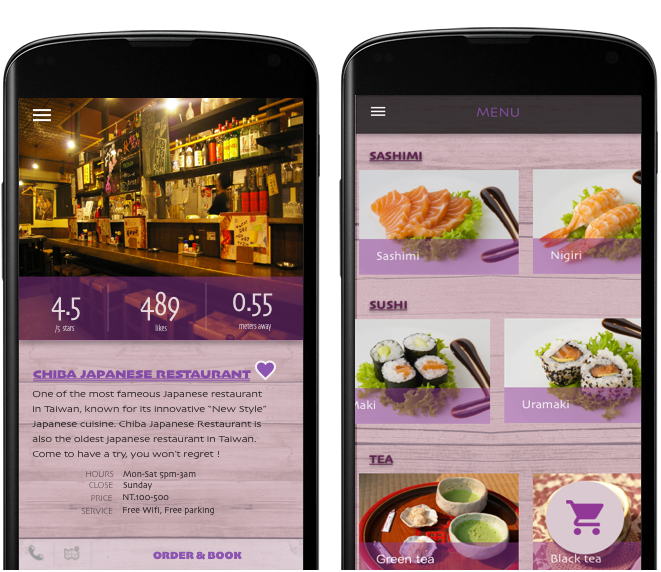 4.5
/5 stars
489
likes
0.55
meters away
CHIBA JAPANESE RESTAURANT
One of the most fameous Japanese restaurant
in Taiwan, known for its innovative "New Style"
Japanese cuisine. Chiba Japanese Restaurant is
also the oldest japanese restaurant in Taiwan.
Come to have a try, you won't regret !
HOURS Mon-Sat 5pm-3am
CLOSE Sunday
PRICE NT.100-500
SERVICE Free Wifi, Free parking
ORDER & BOOK
MENU
SASHIMI
Sashimi
Nigiri
SUSHI
Maki
Uramaki
TEA
Green tea
Black tea